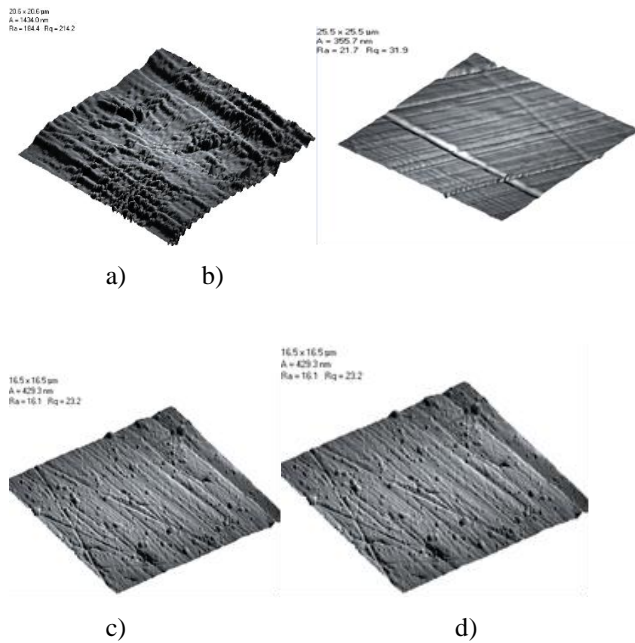 20.6 x 20.6 µm
A = 1434.0 nm
Ra = 184.4 Rq = 214.2
25.5 x 25.5 µm
A = 355.7 nm
Ra = 21.7 Rq = 31.9
a) b)
16.5 x 16.5 µm
A = 429.3 nm
Ra = 16.1 Rq = 23.2
16.5 x 16.5 µm
A = 429.3 nm
Ra = 16.1 Rq = 23.2
c) d)